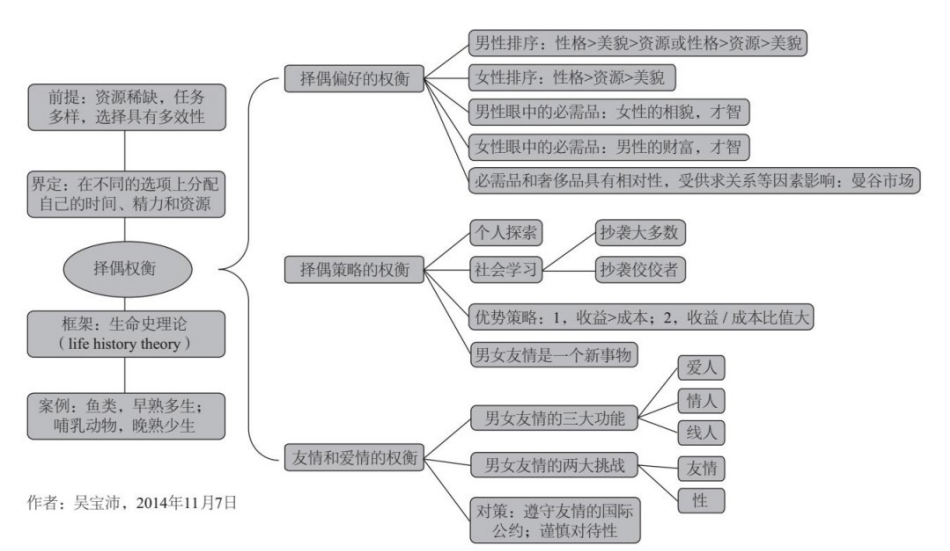 前提：资源稀缺，任务
多样，选择具有多效性
界定：在不同的选项上分配
自己的时间、精力和资源
择偶权衡
框架：生命史理论
（life history theory）
案例：鱼类，早熟多生；
哺乳动物，晚熟少生
作者：吴宝沛，2014年11月7日
择偶偏好的权衡
男性排序：性格>美貌>资源或性格>资源>美貌
女性排序：性格>资源>美貌
男性眼中的必需品：女性的相貌，才智
女性眼中的必需品：男性的财富，才智
必需品和奢侈品具有相对性，受供求关系等因素影响：曼谷市场
择偶策略的权衡
个人探索
社会学习
抄袭大多数
抄袭佼佼者
优势策略：1，收益>成本；2，收益 / 成本比值大
男女友情是一个新事物
友情和爱情的权衡
男女友情的三大功能
爱人
情人
线人
男女友情的两大挑战
友情
性
对策：遵守友情的国际
公约；谨慎对待性